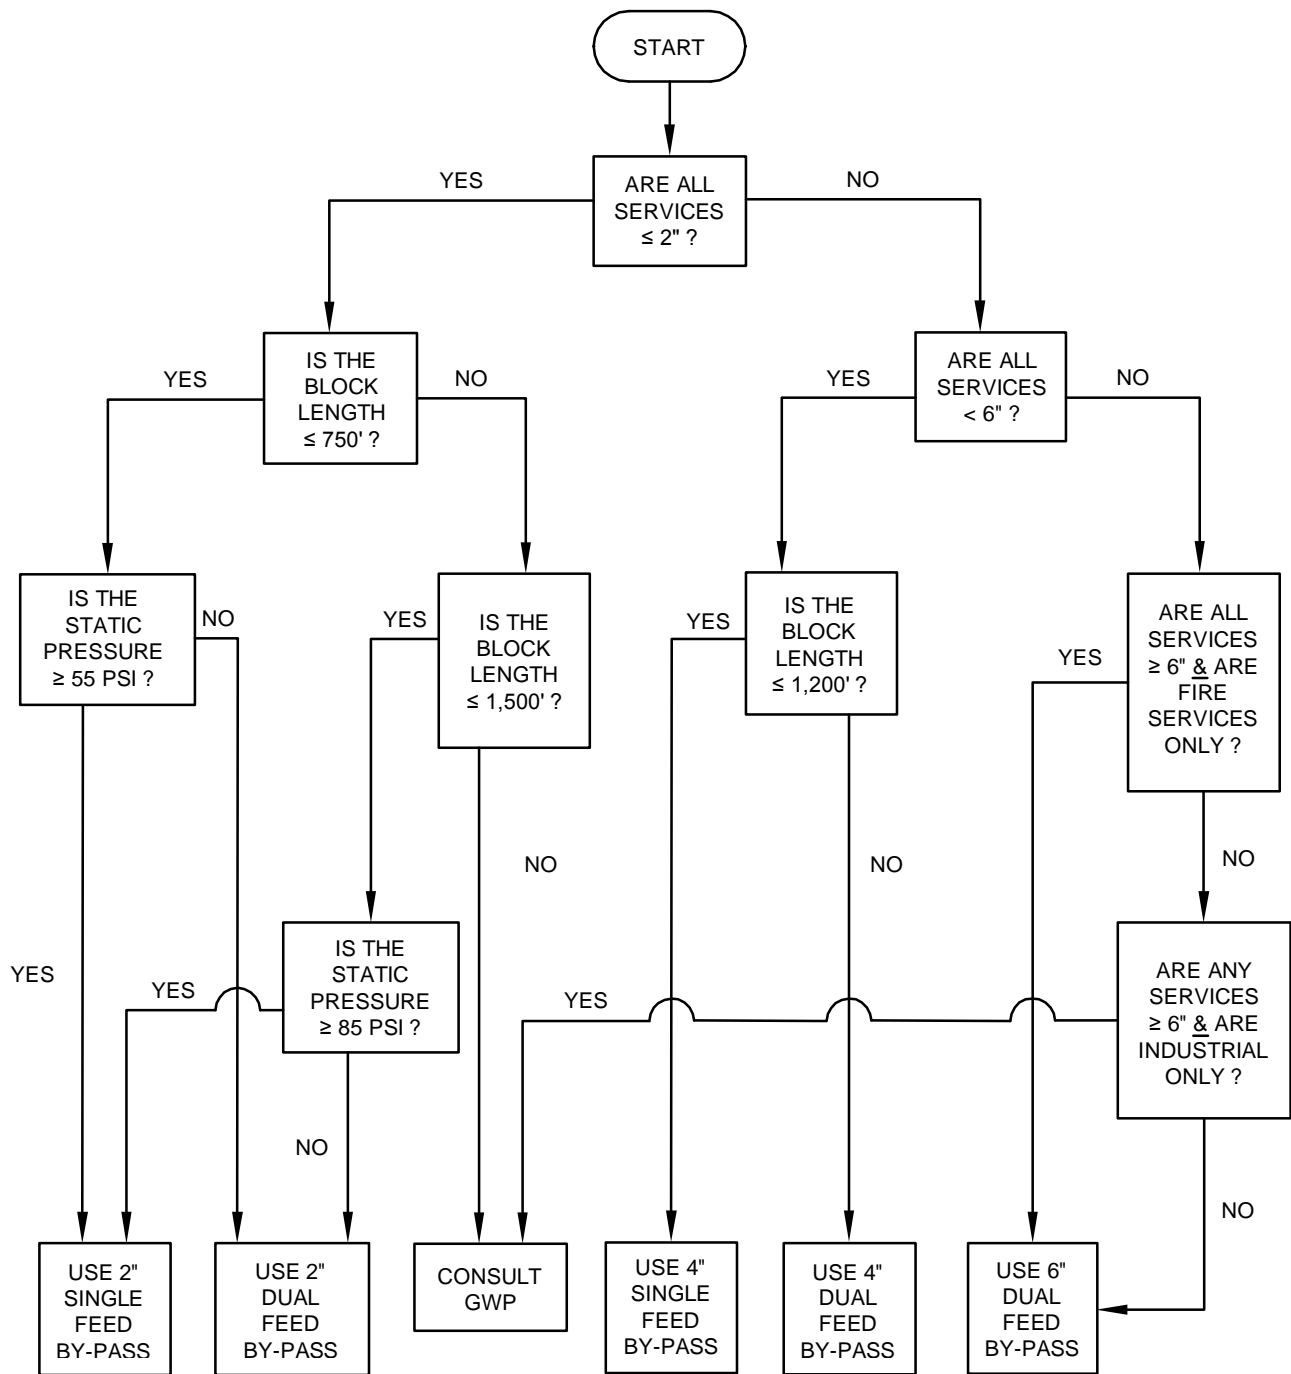 START
YES
NO
ARE ALL
SERVICES
≤ 2" ?
YES
IS THE
BLOCK
LENGTH
≤ 750' ?
NO
YES
ARE ALL
SERVICES
< 6" ?
NO
IS THE
STATIC
PRESSURE
≥ 55 PSI ?
NO
YES
IS THE
BLOCK
LENGTH
≤ 1,500' ?
YES
IS THE
BLOCK
LENGTH
≤ 1,200' ?
YES
ARE ALL
SERVICES
≥ 6" & ARE
FIRE
SERVICES
ONLY ?
NO
NO
NO
YES
YES
IS THE
STATIC
PRESSURE
≥ 85 PSI ?
YES
ARE ANY
SERVICES
≥ 6" & ARE
INDUSTRIAL
ONLY ?
NO
NO
USE 2"
SINGLE
FEED
BY-PASS
USE 2"
DUAL
FEED
BY-PASS
CONSULT
GWP
USE 4"
SINGLE
FEED
BY-PASS
USE 4"
DUAL
FEED
BY-PASS
USE 6"
DUAL
FEED
BY-PASS